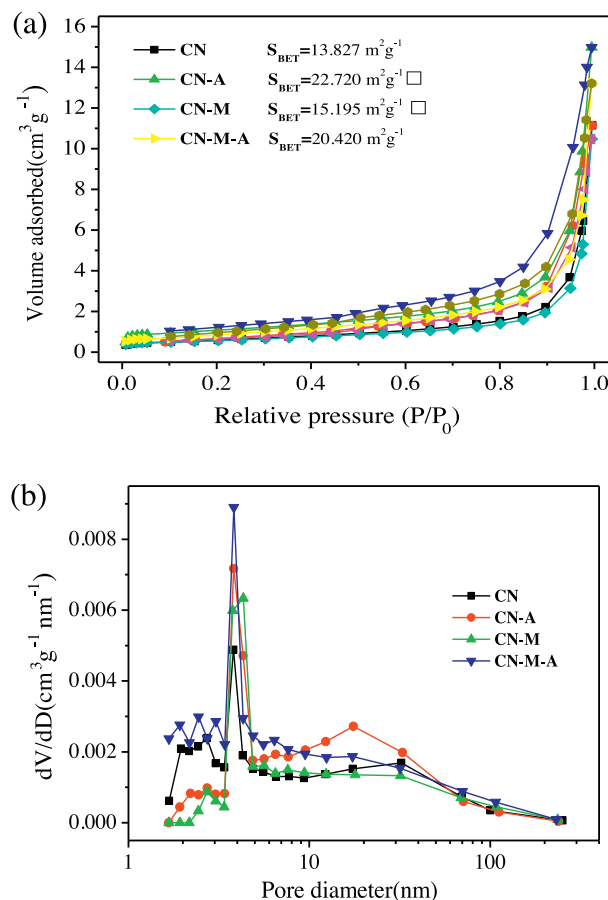 (a)
16
14
12
10
8
6
4
2
0
Volume adsorbed(cm³g⁻¹)
CN S_BET=13.827 m²g⁻¹
CN-A S_BET=22.720 m²g⁻¹ □
CN-M S_BET=15.195 m²g⁻¹ □
CN-M-A S_BET=20.420 m²g⁻¹
0.0 0.2 0.4 0.6 0.8 1.0
Relative pressure (P/P₀)
(b)
0.008
0.006
0.004
0.002
0.000
dV/dD(cm³g⁻¹ nm⁻¹)
CN
CN-A
CN-M
CN-M-A
1 10 100
Pore diameter(nm)